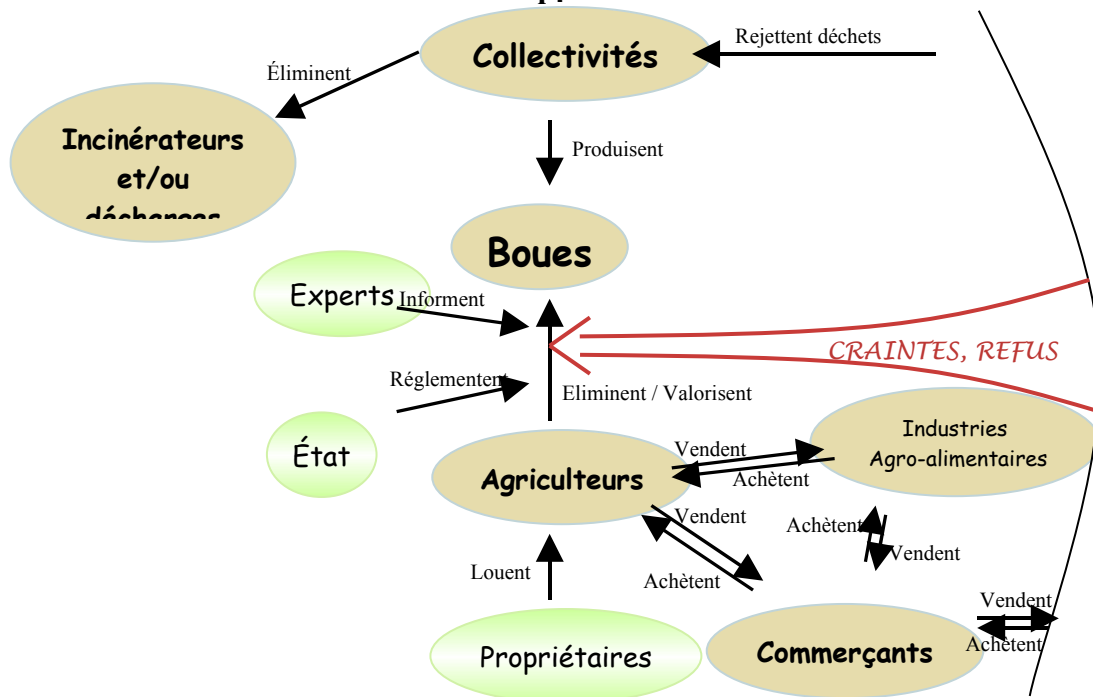 Rejettent déchets
Collectivités
Éliminent
Incinérateurs
et/ou
décharges
Produisent
Boues
Experts
Informent
CRAINTES, REFUS
Réglementent
Eliminent / Valorisent
Industries
Agro-alimentaires
État
Vendent
Achètent
Agriculteurs
Vendent
Achètent
Achètent
Vendent
Louent
Vendent
Achètent
Propriétaires
Commerçants